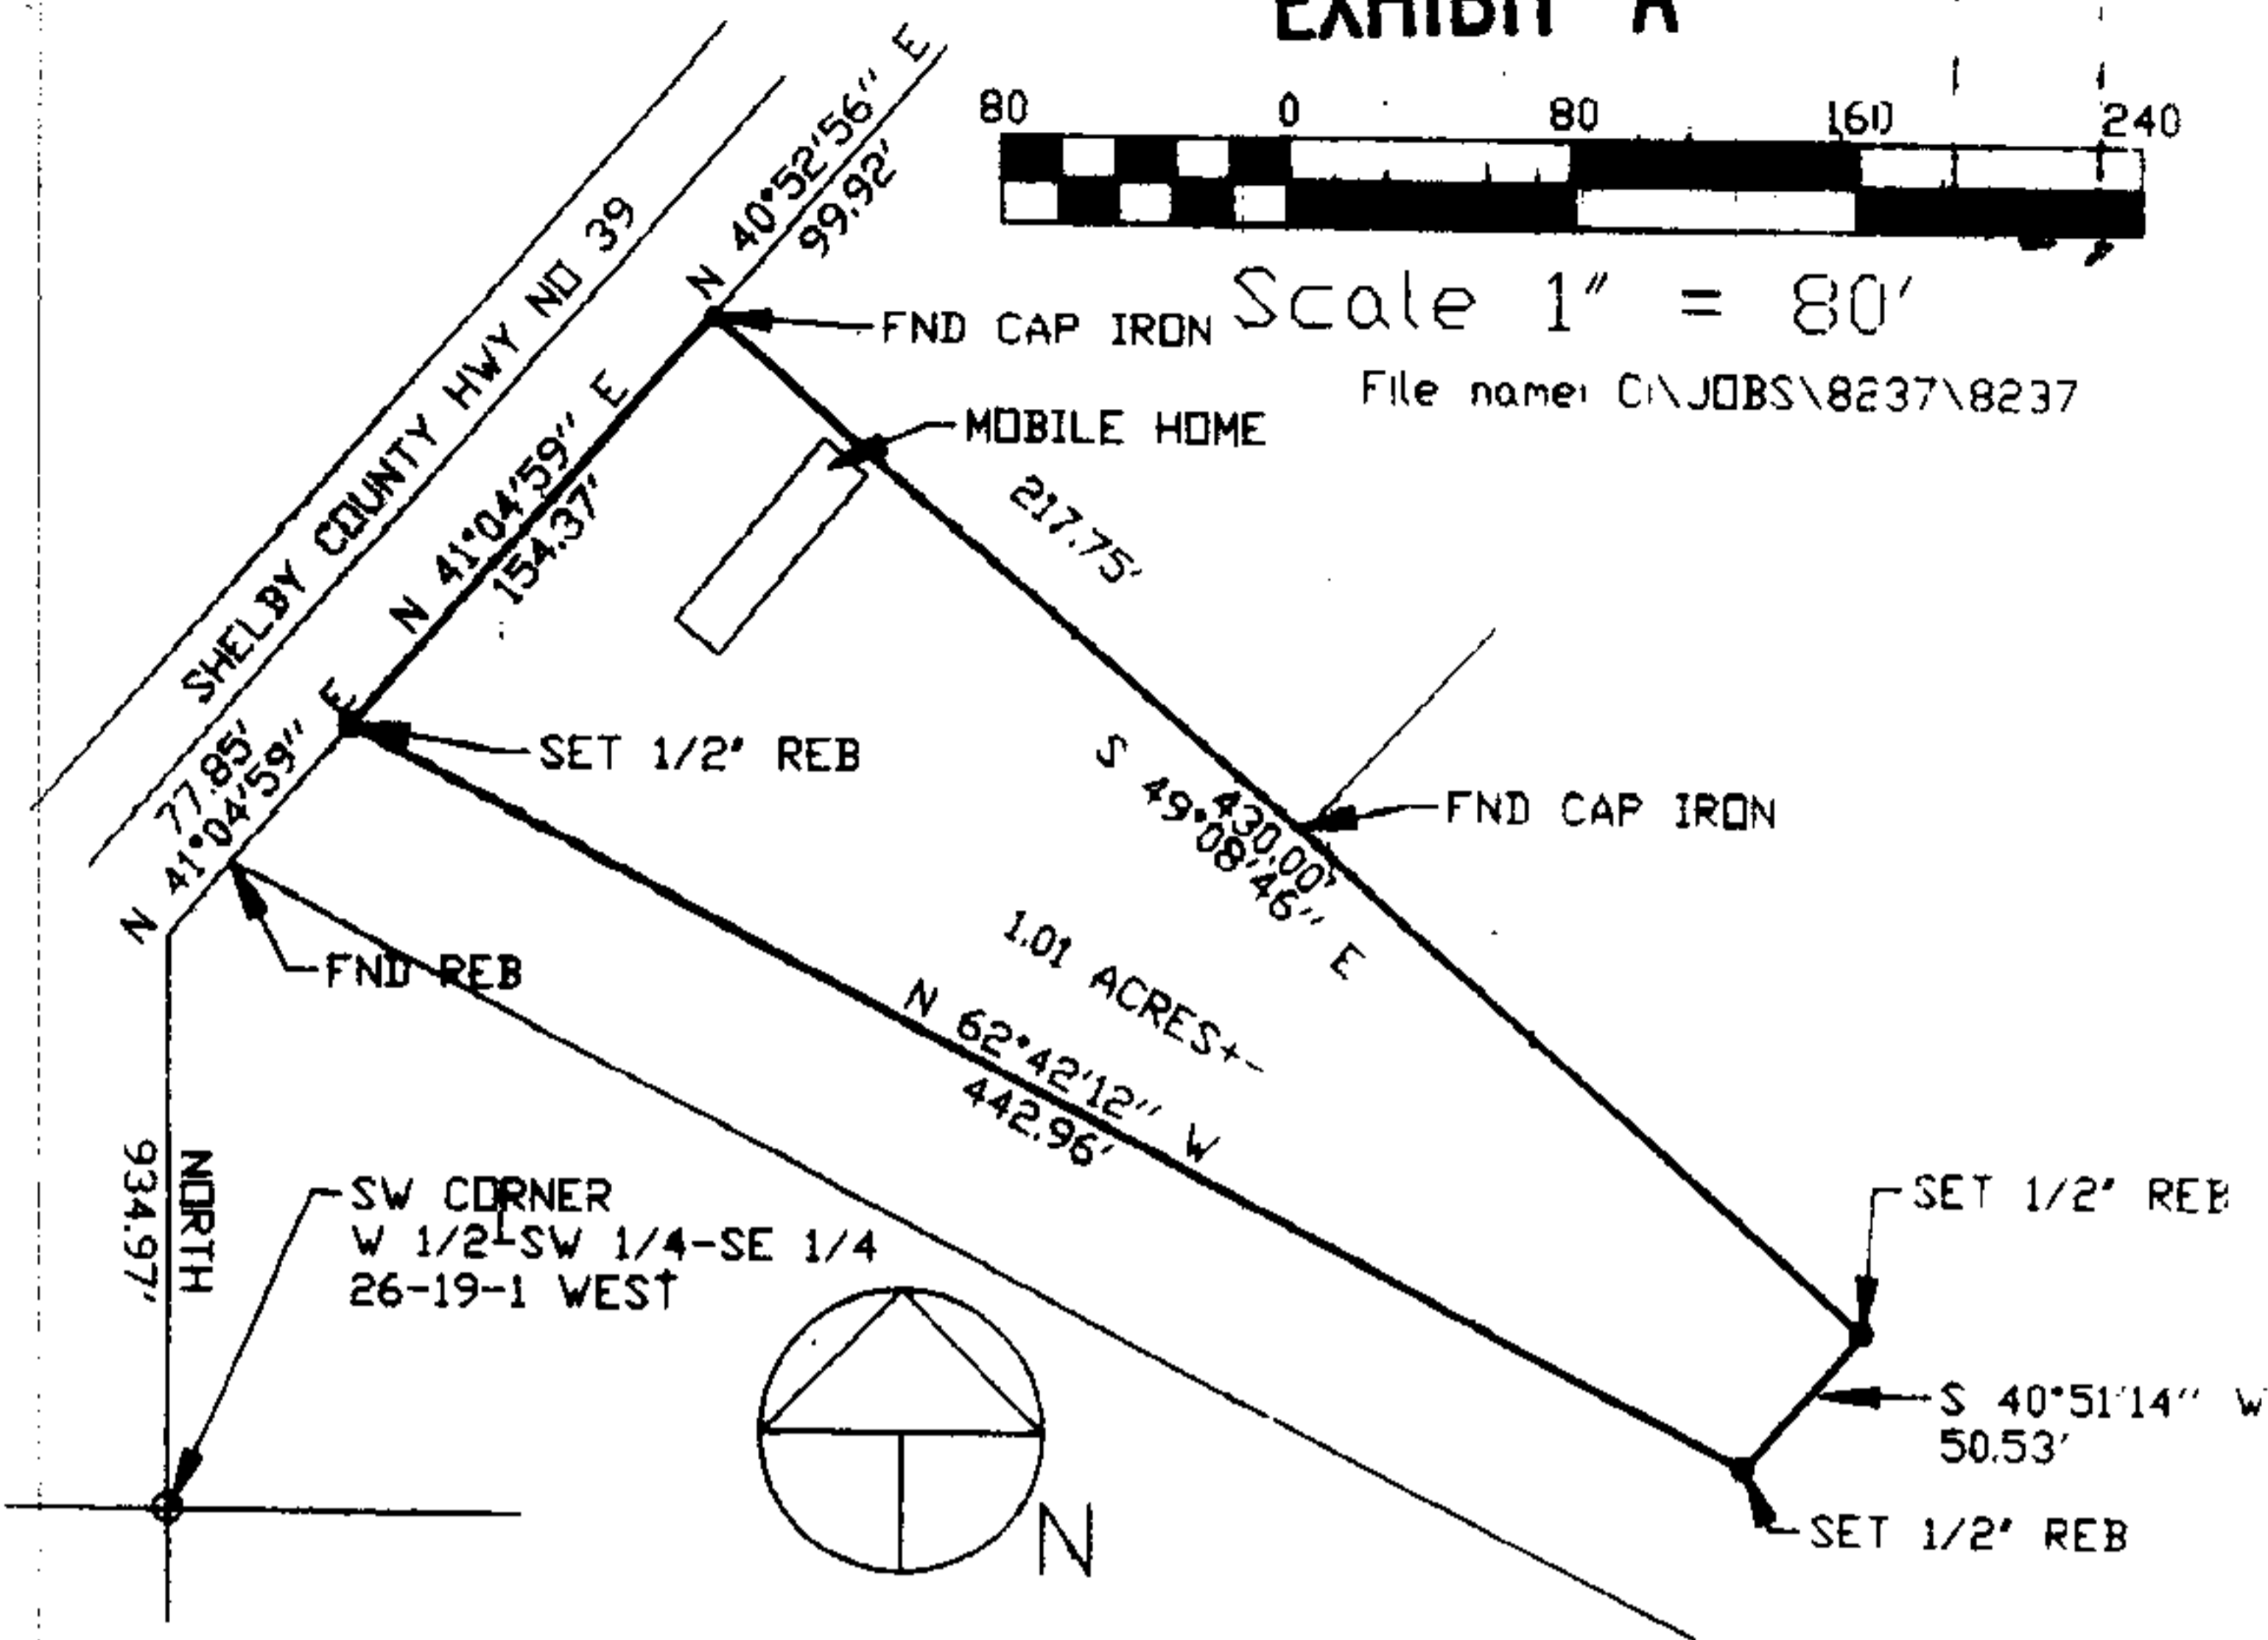 EXHIBIT A
80 0 80 160 240
Scale 1" = 80'
File name: C:\JOBS\8237\8237
SHELBY COUNTY HWY NO 39
N 40°52'56" E
99.92'
FND CAP IRON
MOBILE HOME
N 41°04'59" E
154.37'
217.75'
SET 1/2" REB
77.85'
N 41°04'59" E
FND REB
FND CAP IRON
430.00'
S 49°08'46" E
1.01 ACRES+-
N 62°42'12" W
442.96'
NORTH
934.97'
SW CORNER
W 1/2-SW 1/4-SE 1/4
26-19-1 WEST
SET 1/2" REB
S 40°51'14" W
50.53'
SET 1/2" REB
N